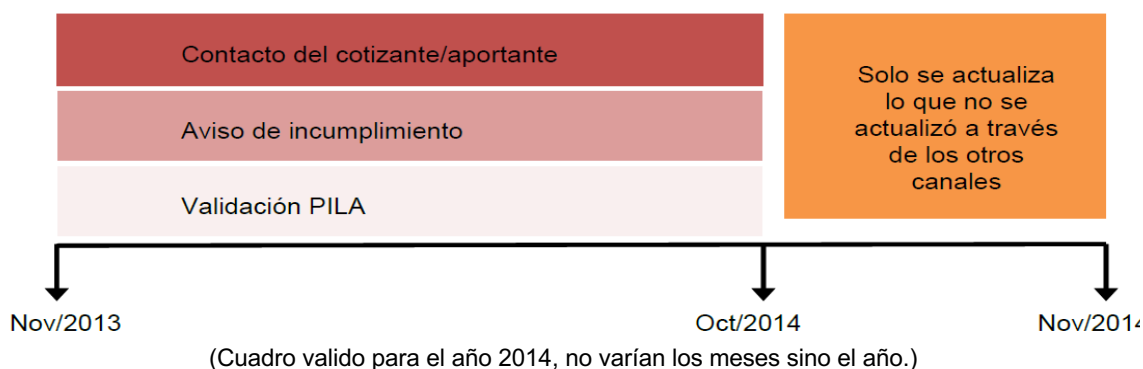 Contacto del cotizante/aportante
Aviso de incumplimiento
Validación PILA
Solo se actualiza
lo que no se
actualizó a través
de los otros
canales
Nov/2013
Oct/2014
Nov/2014
(Cuadro valido para el año 2014, no varían los meses sino el año.)